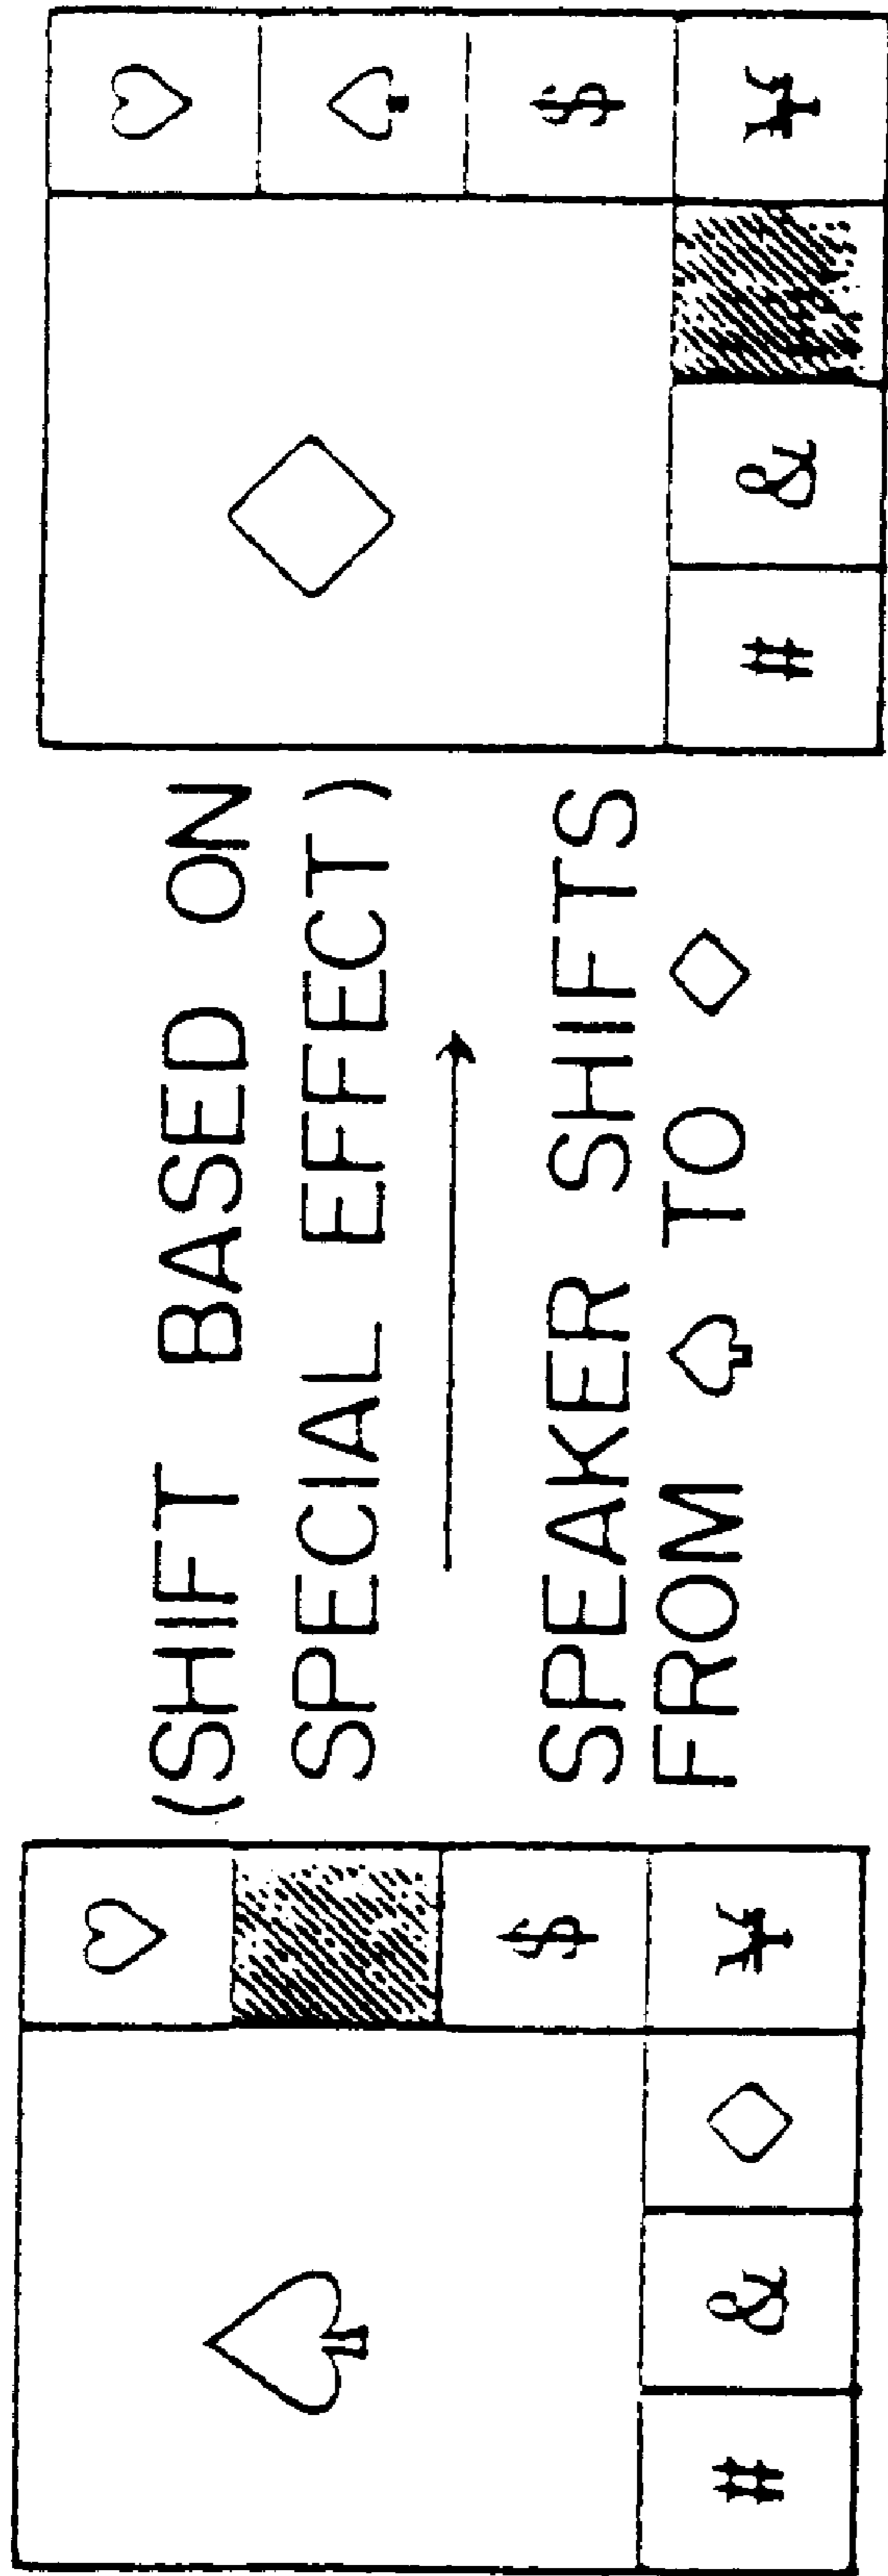 ♤ ♡
$
# & ◇ ¥
(SHIFT BASED ON
SPECIAL EFFECT)
→
SPEAKER SHIFTS
FROM ♤ TO ◇
♡
◇ ♤
$
# & ¥